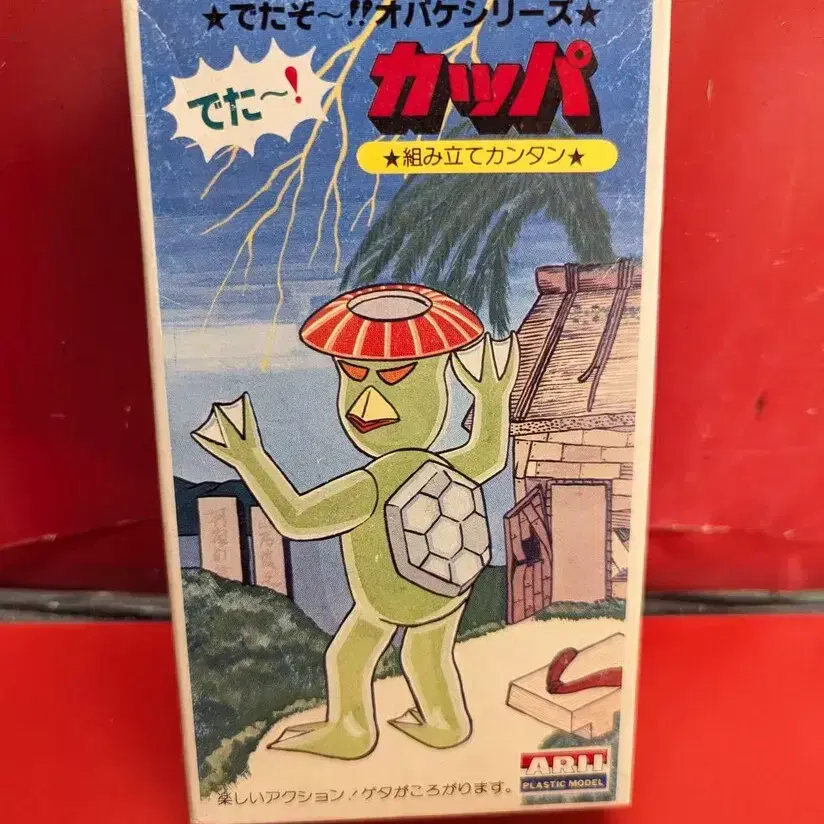 ★でたぞ～!!オバケシリーズ★
でた～!
カッパ
★組み立てカンタン★
ARII
PLASTIC MODEL
楽しいアクション!ゲタがころがります。